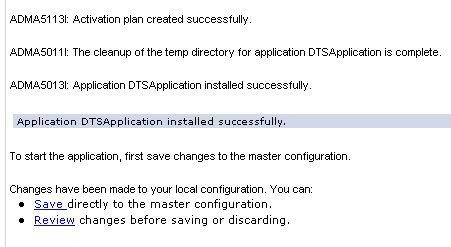 ADMA5113I: Activation plan created successfully.
ADMA5011I: The cleanup of the temp directory for application DTSApplication is complete.
ADMA5013I: Application DTSApplication installed successfully.
Application DTSApplication installed successfully.
To start the application, first save changes to the master configuration.
Changes have been made to your local configuration. You can:
● Save directly to the master configuration.
● Review changes before saving or discarding.